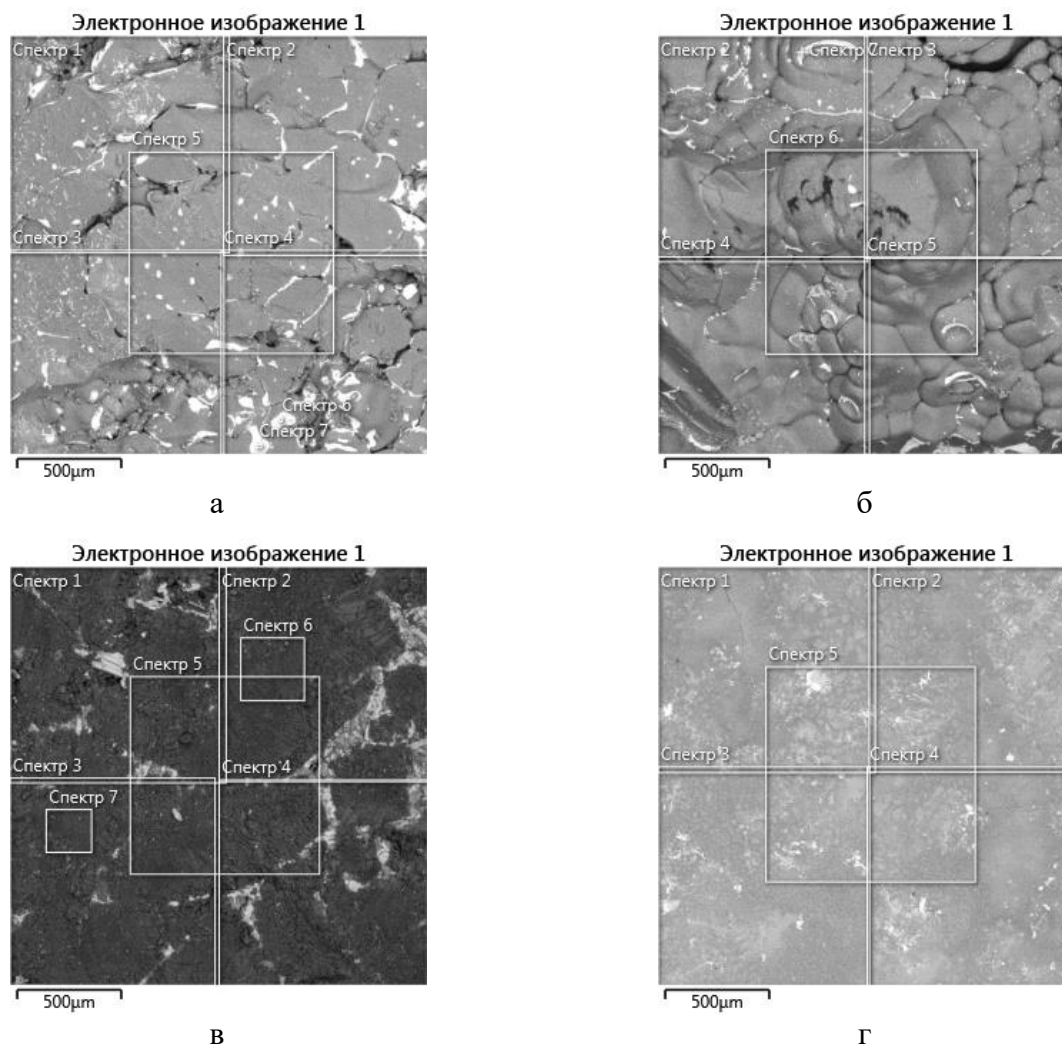 Электронное изображение 1
Спектр 1
Спектр 2
Спектр 5
Спектр 3
Спектр 4
Спектр 6
Спектр 7
500µm
а
Электронное изображение 1
Спектр 2
Спектр 3
Спектр 6
Спектр 4
Спектр 5
500µm
б
Электронное изображение 1
Спектр 1
Спектр 2
Спектр 6
Спектр 5
Спектр 3
Спектр 4
Спектр 7
500µm
в
Электронное изображение 1
Спектр 1
Спектр 2
Спектр 5
Спектр 3
Спектр 4
500µm
г